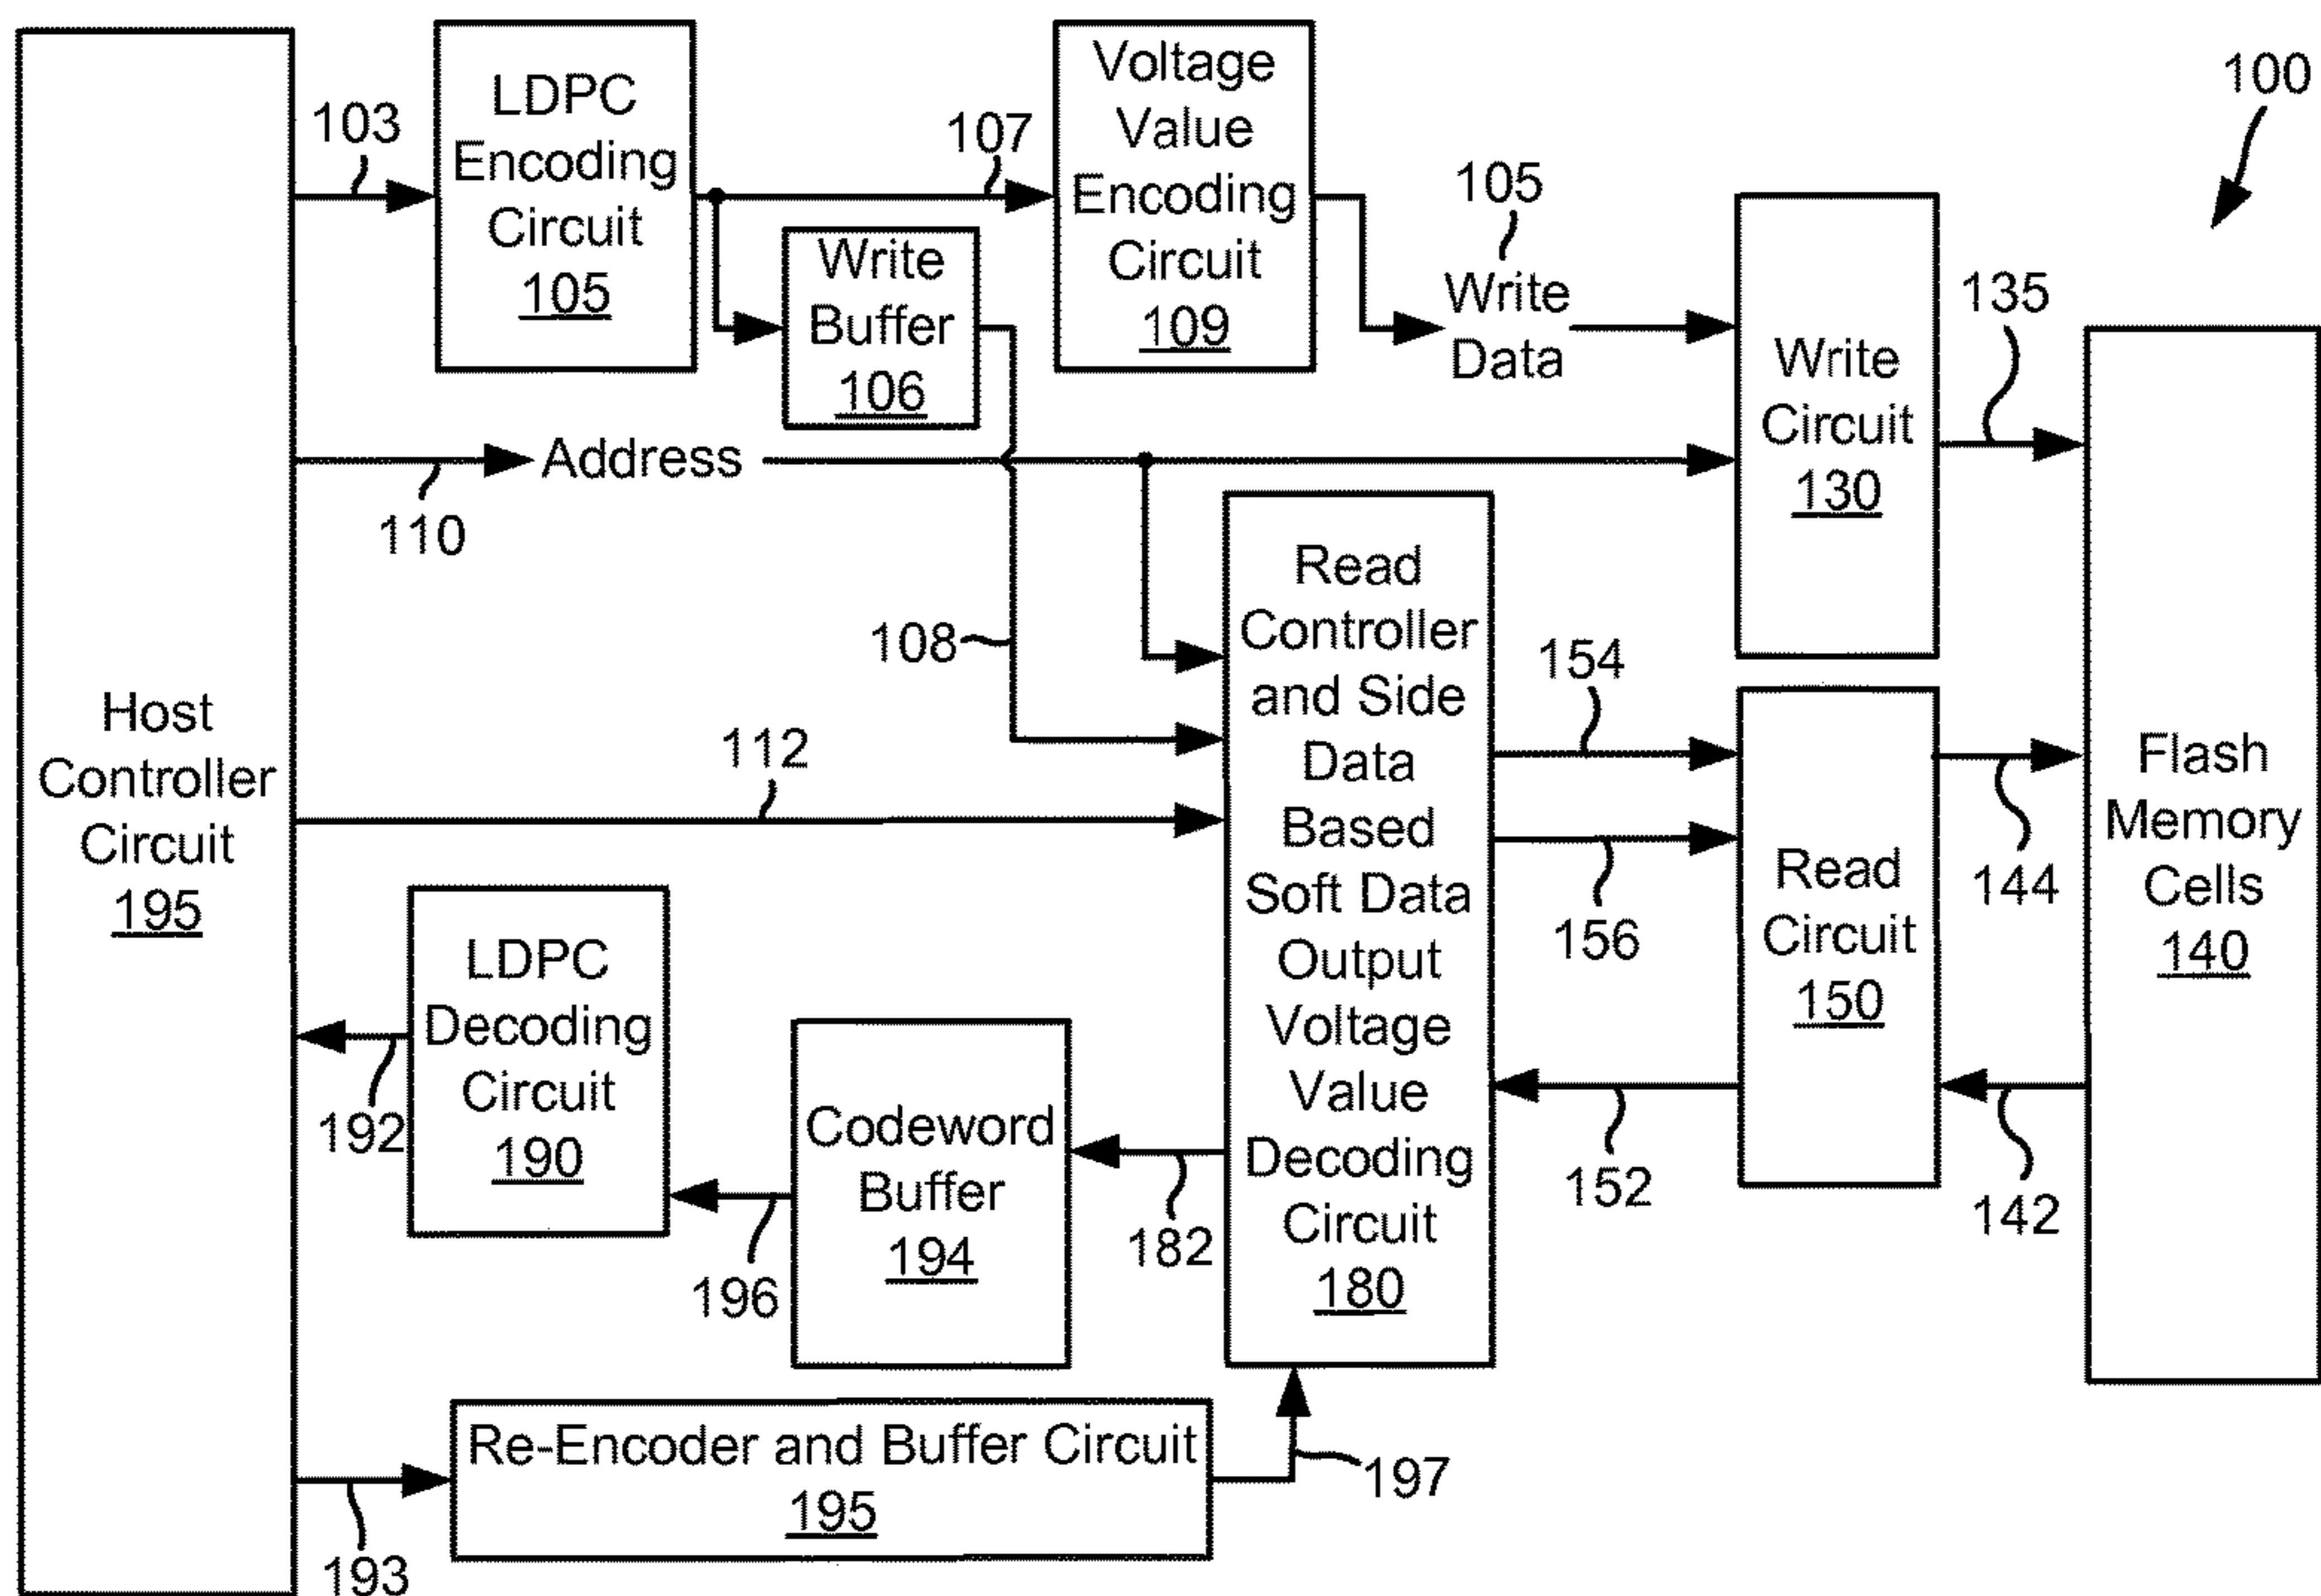 100
Host
Controller
Circuit
195
103
LDPC
Encoding
Circuit
105
107
Write
Buffer
106
Voltage
Value
Encoding
Circuit
109
105
Write
Data
Write
Circuit
130
135
Address
110
108
112
Read
Controller
and Side
Data
Based
Soft Data
Output
Voltage
Value
Decoding
Circuit
180
154
156
152
Read
Circuit
150
144
142
Flash
Memory
Cells
140
LDPC
Decoding
Circuit
190
192
Codeword
Buffer
194
196
182
Re-Encoder and Buffer Circuit
195
193
197